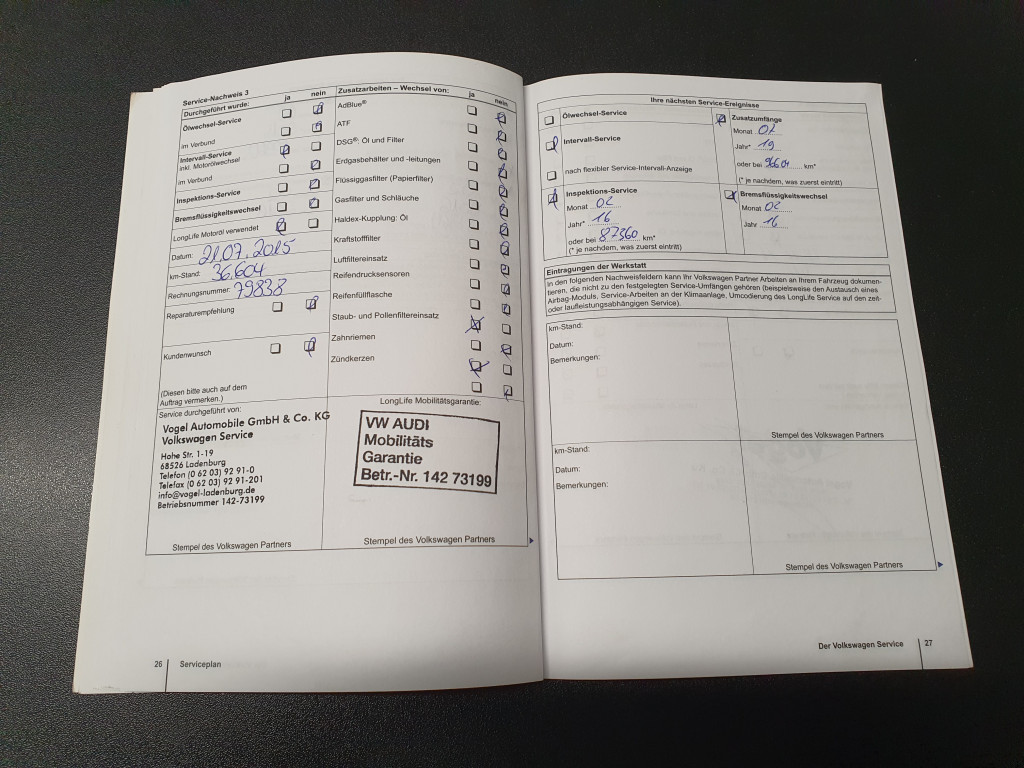 Service-Nachweis 3
Durchgeführt wurde: ja nein
Ölwechsel-Service
im Verbund
Intervall-Service
inkl. Motorölwechsel
im Verbund
Inspektions-Service
Bremsflüssigkeitswechsel
LongLife Motoröl verwendet
Datum: 21.07.2015
km-Stand: 36.604
Rechnungsnummer: 79838
Reparaturempfehlung
Kundenwunsch
(Diesen bitte auch auf dem
Auftrag vermerken.)
Zusatzarbeiten – Wechsel von: ja nein
AdBlue®
ATF
DSG®: Öl und Filter
Erdgasbehälter und -leitungen
Flüssiggasfilter (Papierfilter)
Gasfilter und Schläuche
Haldex-Kupplung: Öl
Kraftstofffilter
Luftfiltereinsatz
Reifendrucksensoren
Reifenfüllflasche
Staub- und Pollenfiltereinsatz
Zahnriemen
Zündkerzen
Service durchgeführt von:
Vogel Automobile GmbH & Co. KG
Volkswagen Service
Hohe Str. 1-19
68526 Ladenburg
Telefon (0 62 03) 92 91-0
Telefax (0 62 03) 92 91-201
info@vogel-ladenburg.de
Betriebsnummer 142-73199
Stempel des Volkswagen Partners
LongLife Mobilitätsgarantie:
VW AUDI
Mobilitäts
Garantie
Betr.-Nr. 142 73199
Stempel des Volkswagen Partners
26 Serviceplan
Ihre nächsten Service-Ereignisse
Ölwechsel-Service
Intervall-Service
nach flexibler Service-Intervall-Anzeige
Zusatzumfänge
Monat 02
Jahr* 19
oder bei 96604 km*
(* je nachdem, was zuerst eintritt)
Inspektions-Service
Monat 02
Jahr* 16
oder bei 87360 km*
(* je nachdem, was zuerst eintritt)
Bremsflüssigkeitswechsel
Monat 02
Jahr 16
Eintragungen der Werkstatt
In den folgenden Nachweisfeldern kann Ihr Volkswagen Partner Arbeiten an Ihrem Fahrzeug dokumen-
tieren, die nicht zu den festgelegten Service-Umfängen gehören (beispielsweise den Austausch eines
Airbag-Moduls, Service-Arbeiten an der Klimaanlage, Umcodierung des LongLife Service auf den zeit-
oder laufleistungsabhängigen Service).
km-Stand:
Datum:
Bemerkungen:
Stempel des Volkswagen Partners
km-Stand:
Datum:
Bemerkungen:
Stempel des Volkswagen Partners
Der Volkswagen Service 27